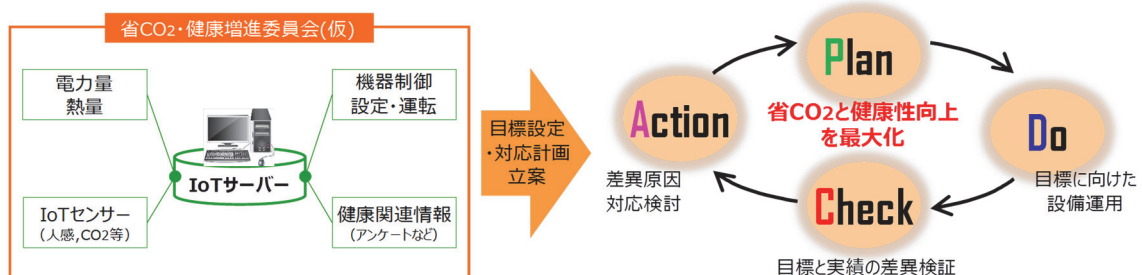 省CO2・健康増進委員会(仮)
電力量
熱量
機器制御
設定・運転
IoTサーバー
IoTセンサー
(人感,CO2等)
健康関連情報
(アンケートなど)
目標設定
・対応計画
立案
Plan
Action
省CO2と健康性向上
を最大化
Do
差異原因
対応検討
Check
目標に向けた
設備運用
目標と実績の差異検証